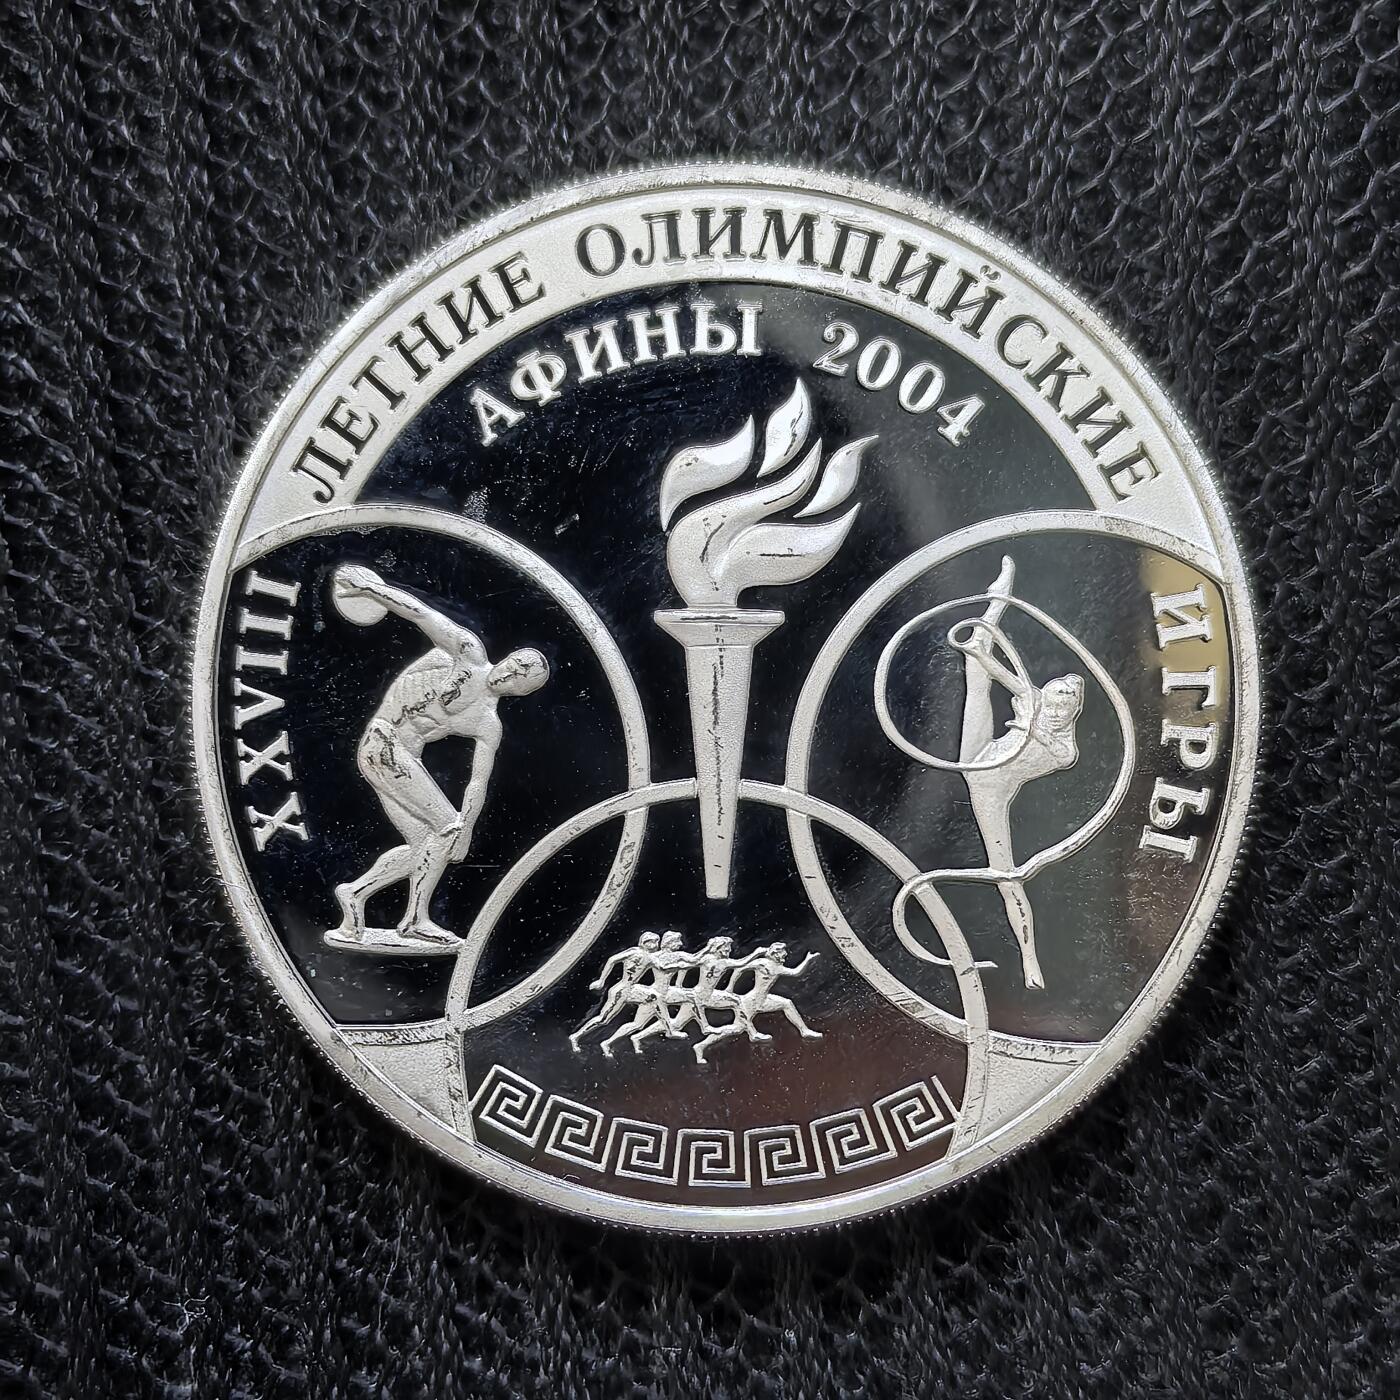 XXVIII
ЛЕТНИЕ ОЛИМПИЙСКИЕ
ИГРЫ
АФИНЫ 2004